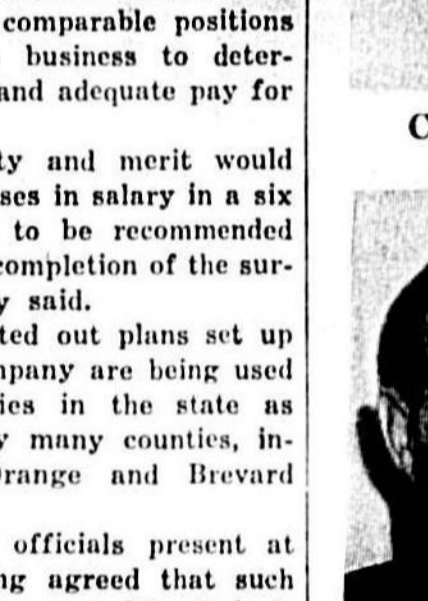 comparable positions
business to deter-
and adequate pay for
ty and merit would
ses in salary in a six
to be recommended
completion of the sur-
y said.
ted out plans set up
mpany are being used
ies in the state as
y many counties, in-
Orange and Brevard
officials present at
ng agreed that such
C